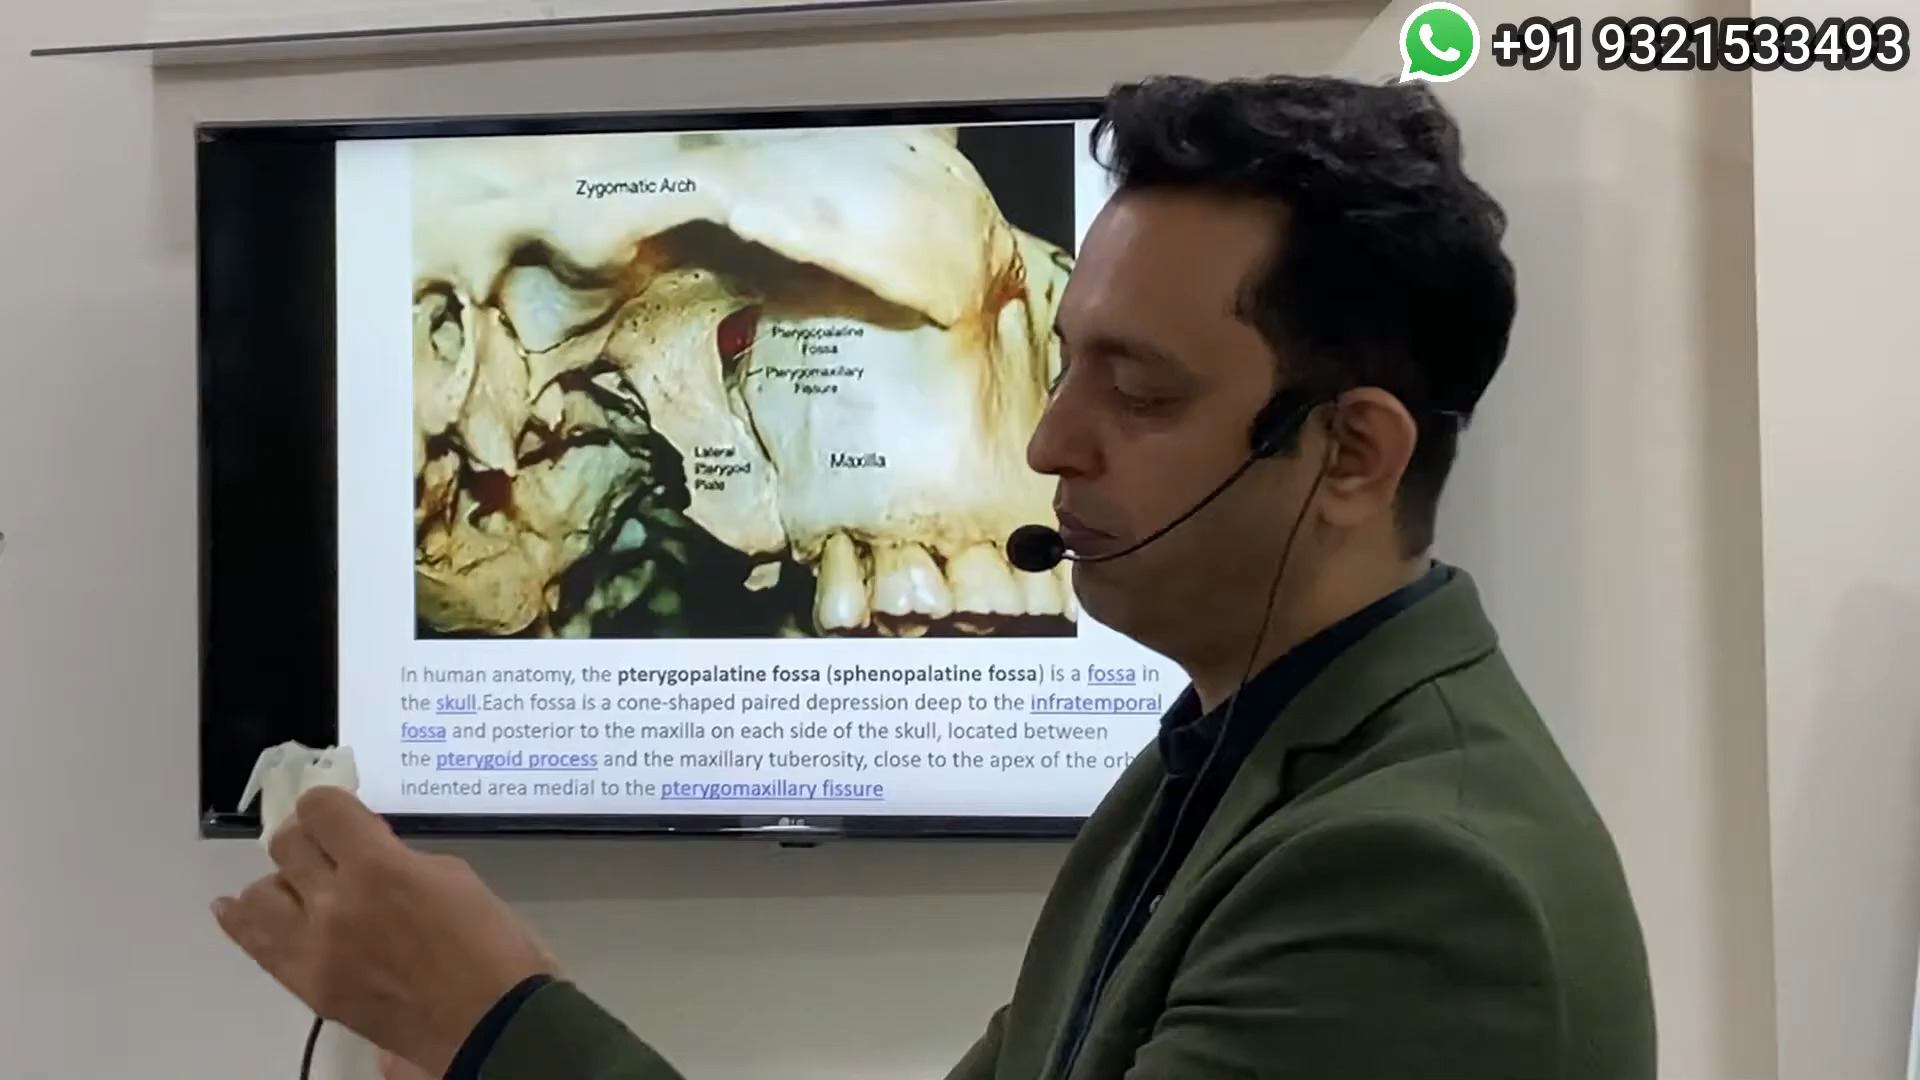 +91 9321533493
Zygomatic Arch
Pterygopalatine
Fossa
Pterygomaxillary
Fissure
Lateral
Pterygoid
Plate
Maxilla
In human anatomy, the pterygopalatine fossa (sphenopalatine fossa) is a fossa in
the skull.Each fossa is a cone-shaped paired depression deep to the infratemporal
fossa and posterior to the maxilla on each side of the skull, located between
the pterygoid process and the maxillary tuberosity, close to the apex of the
indented area medial to the pterygomaxillary fissure
LG